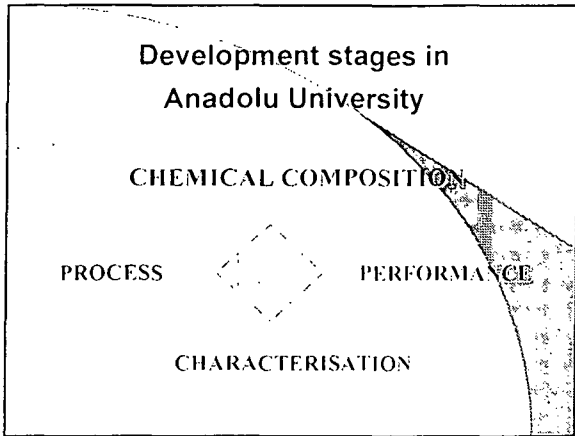 Development stages in
Anadolu University
CHEMICAL COMPOSITION
PROCESS PERFORMANCE
CHARACTERISATION